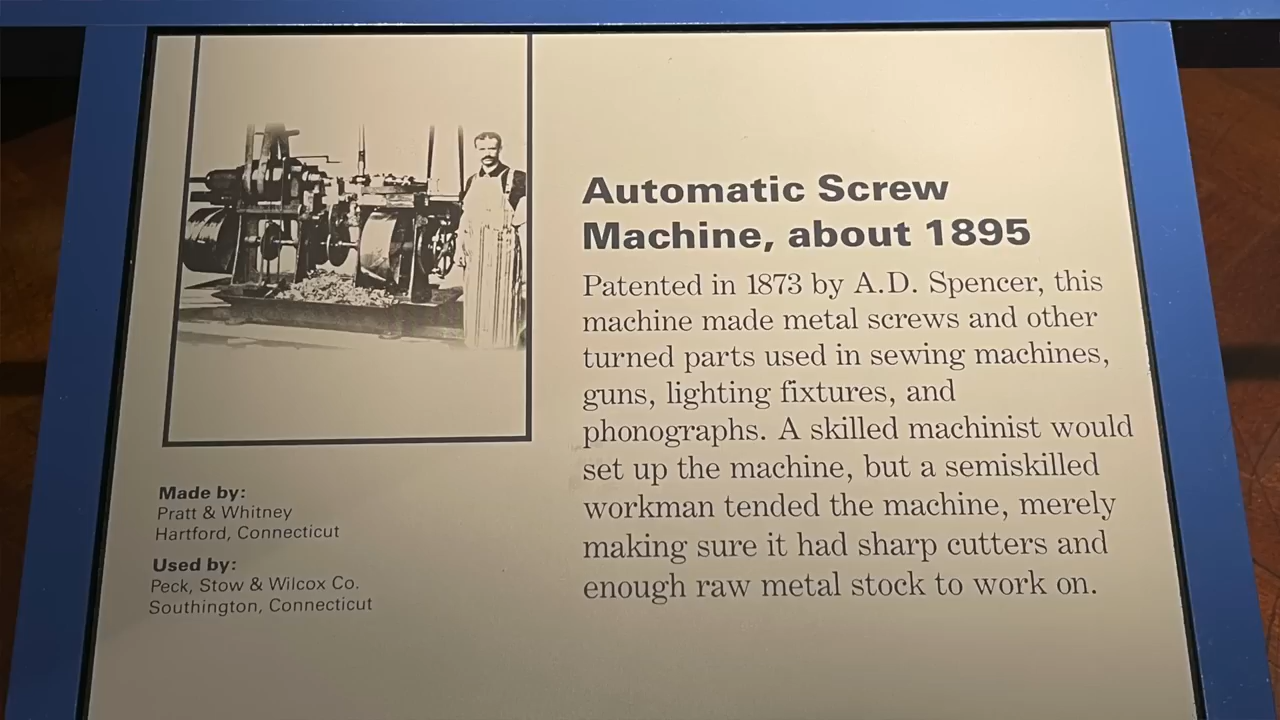 Automatic Screw
Machine, about 1895
Patented in 1873 by A.D. Spencer, this
machine made metal screws and other
turned parts used in sewing machines,
guns, lighting fixtures, and
phonographs. A skilled machinist would
set up the machine, but a semiskilled
workman tended the machine, merely
making sure it had sharp cutters and
enough raw metal stock to work on.
Made by:
Pratt & Whitney
Hartford, Connecticut
Used by:
Peck, Stow & Wilcox Co.
Southington, Connecticut